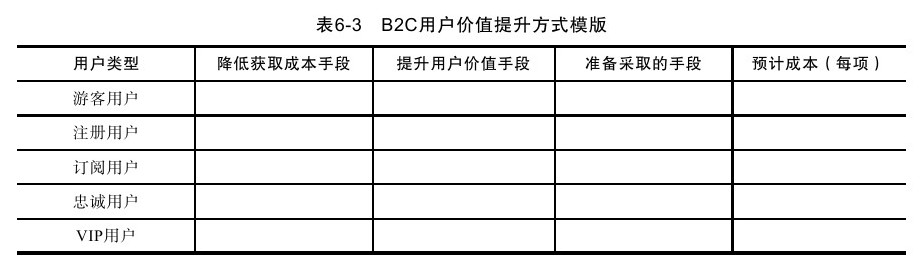 表6-3 B2C用户价值提升方式模版
用户类型 降低获取成本手段 提升用户价值手段 准备采取的手段 预计成本（每项）
游客用户
注册用户
订阅用户
忠诚用户
VIP用户